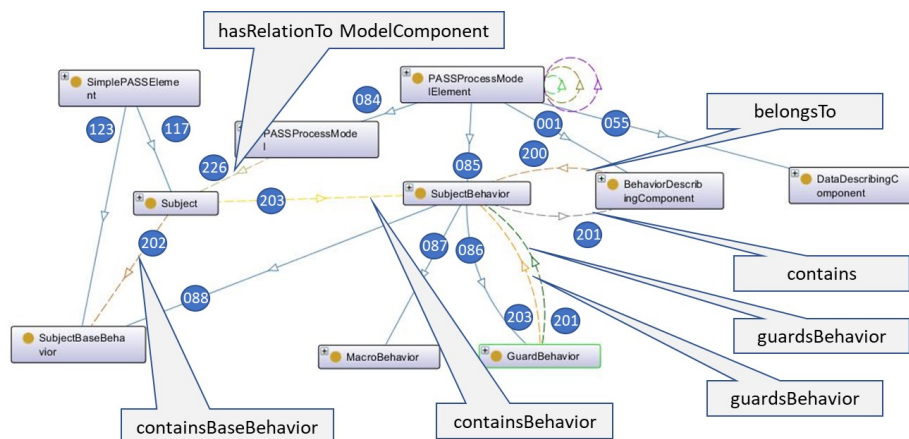 hasRelationTo ModelComponent
SimplePASSEleme
nt
PASSProcessMode
lElement
084
123
117
001
055
belongsTo
PASSProcessMode
l
200
226
085
Subject
203
SubjectBehavior
BehaviorDescrib
ingComponent
DataDescribingC
omponent
202
201
087
086
contains
088
203
201
guardsBehavior
SubjectBaseBeha
vior
MacroBehavior
GuardBehavior
guardsBehavior
containsBaseBehavior
containsBehavior